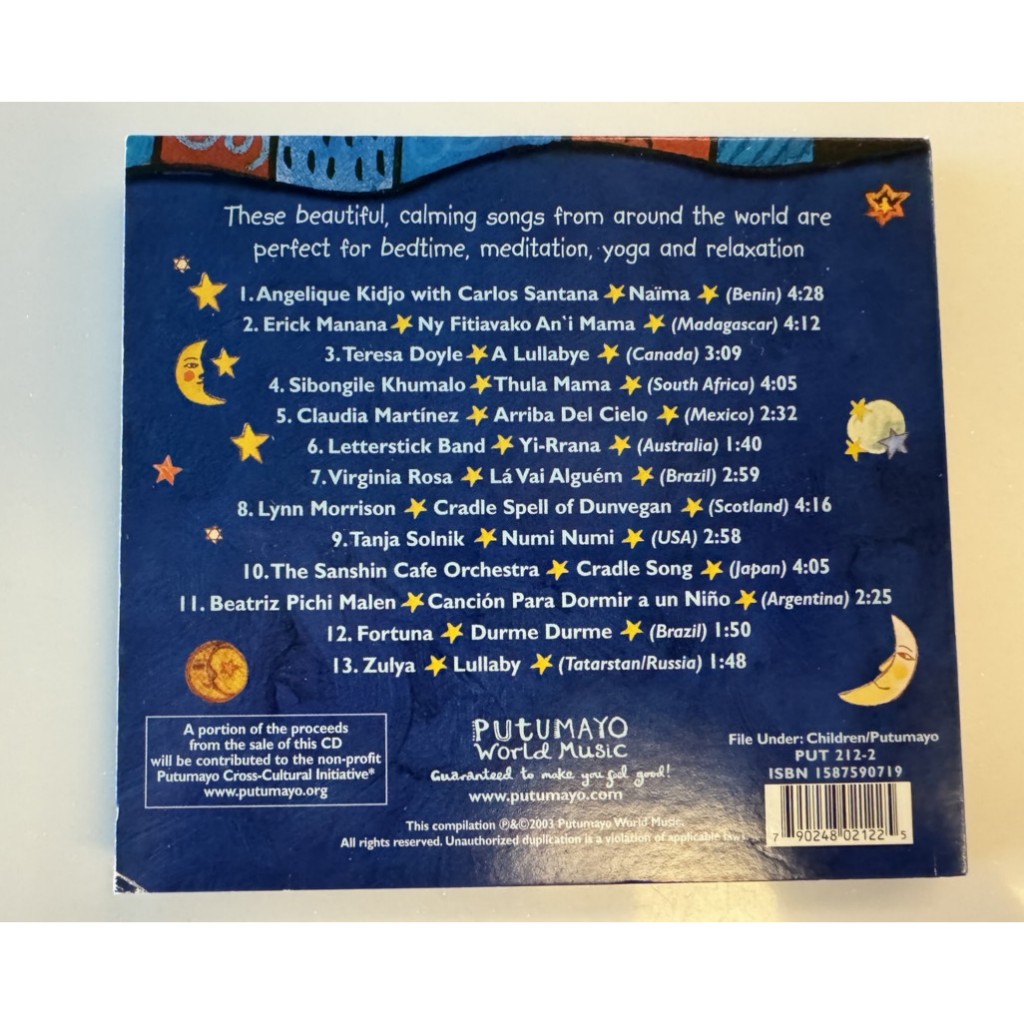 These beautiful, calming songs from around the world are
perfect for bedtime, meditation, yoga and relaxation
1. Angelique Kidjo with Carlos Santana ★ Naïma ★ (Benin) 4:28
2. Erick Manana ★ Ny Fitiavako An`i Mama ★ (Madagascar) 4:12
3. Teresa Doyle ★ A Lullabye ★ (Canada) 3:09
4. Sibongile Khumalo ★ Thula Mama ★ (South Africa) 4:05
5. Claudia Martínez ★ Arriba Del Cielo ★ (Mexico) 2:32
6. Letterstick Band ★ Yi-Rrana ★ (Australia) 1:40
7. Virginia Rosa ★ Lá Vai Alguém ★ (Brazil) 2:59
8. Lynn Morrison ★ Cradle Spell of Dunvegan ★ (Scotland) 4:16
9. Tanja Solnik ★ Numi Numi ★ (USA) 2:58
10. The Sanshin Cafe Orchestra ★ Cradle Song ★ (Japan) 4:05
11. Beatriz Pichi Malen ★ Canción Para Dormir a un Niño ★ (Argentina) 2:25
12. Fortuna ★ Durme Durme ★ (Brazil) 1:50
13. Zulya ★ Lullaby ★ (Tatarstan/Russia) 1:48
A portion of the proceeds
from the sale of this CD
will be contributed to the non-profit
Putumayo Cross-Cultural Initiative*
www.putumayo.org
PUTUMAYO
World Music
Guaranteed to make you feel good!
www.putumayo.com
File Under: Children/Putumayo
PUT 212-2
ISBN 1587590719
7 90248 02122 5
This compilation ℗&©2003 Putumayo World Music.
All rights reserved. Unauthorized duplication is a violation of applicable laws.